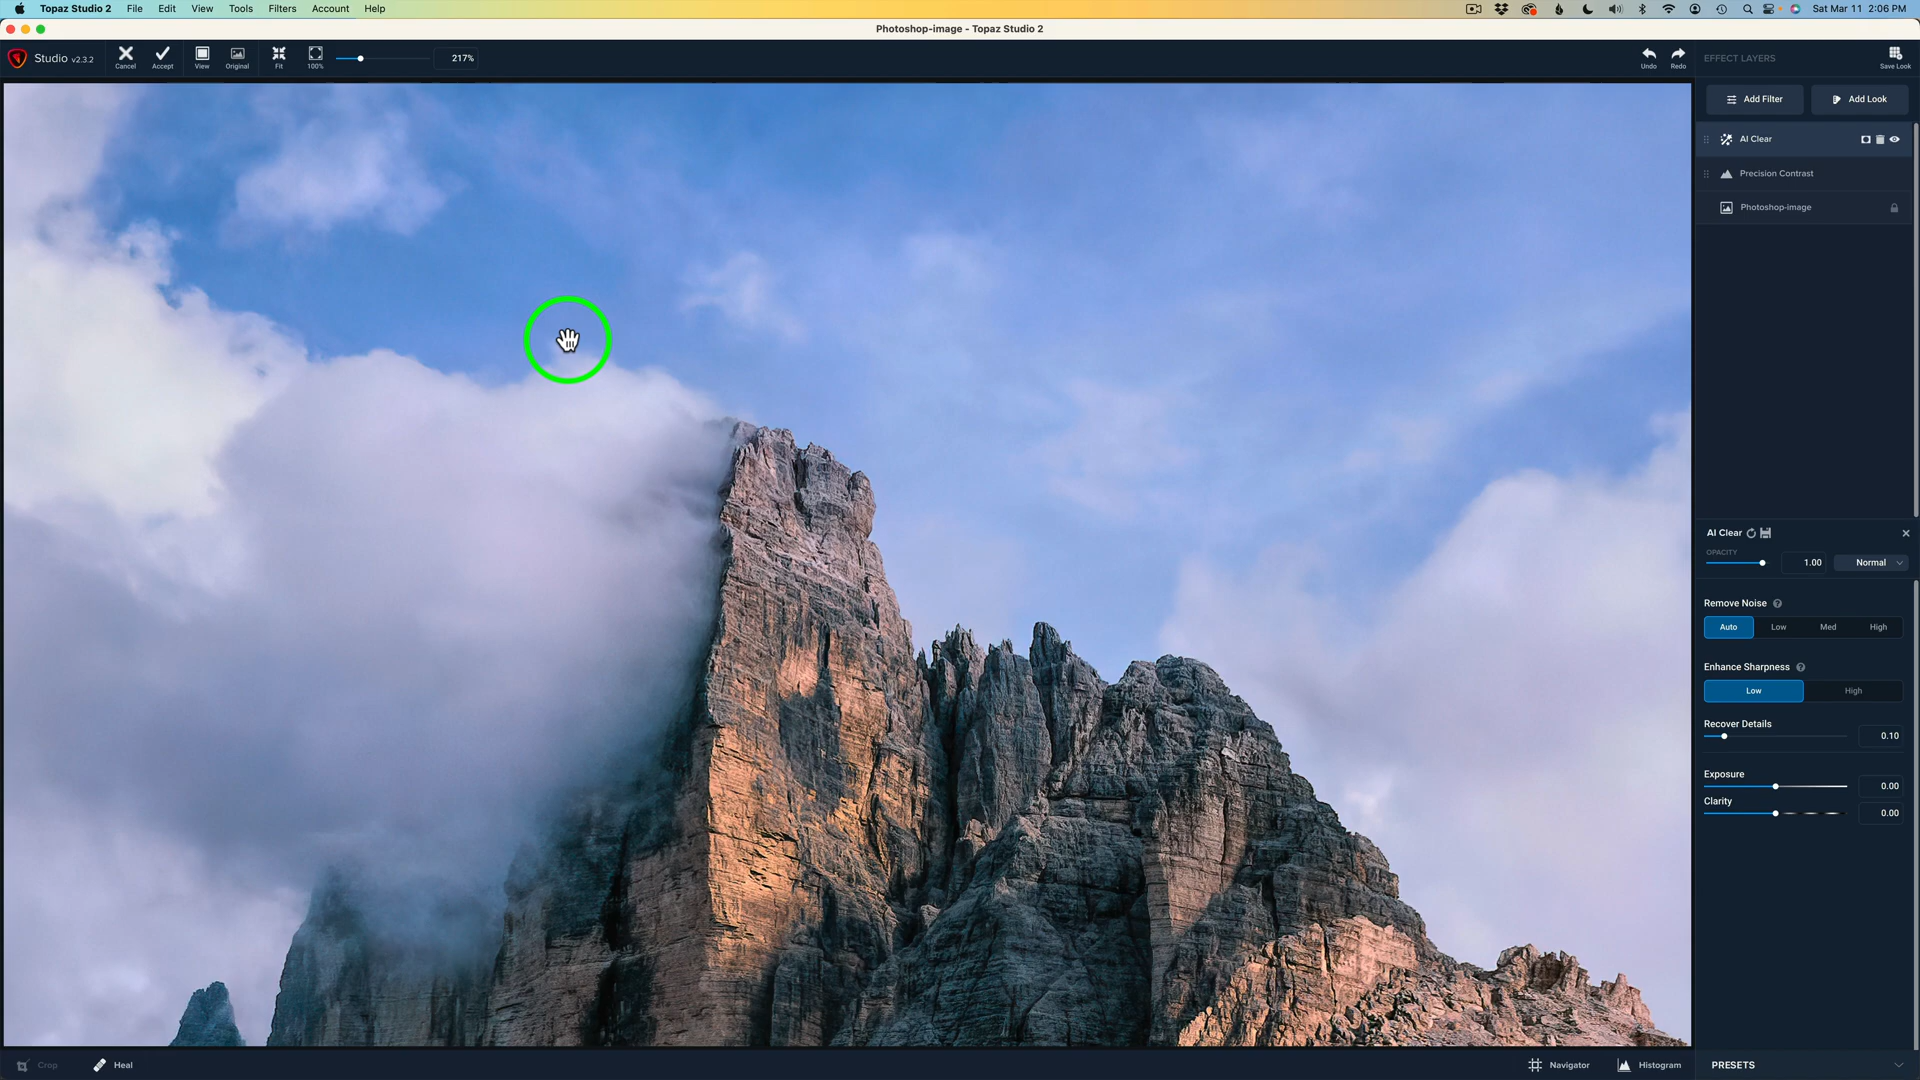 Topaz Studio 2 File Edit View Tools Filters Account Help Sat Mar 11 2:06 PM
Photoshop-image - Topaz Studio 2
Studio v2.3.2 Cancel Accept View Original Fit 100% 217% Undo Redo EFFECT LAYERS Save Look
Add Filter Add Look
AI Clear
Precision Contrast
Photoshop-image
AI Clear
OPACITY
1.00 Normal
Remove Noise ?
Auto Low Med High
Enhance Sharpness ?
Low High
Recover Details
0.10
Exposure
0.00
Clarity
0.00
Crop Heal Navigator Histogram PRESETS